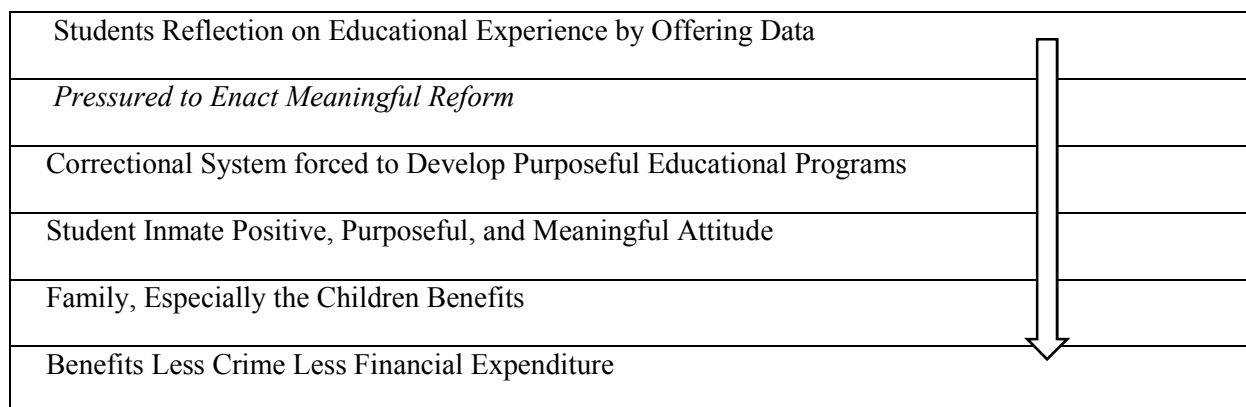 Students Reflection on Educational Experience by Offering Data
Pressured to Enact Meaningful Reform
Correctional System forced to Develop Purposeful Educational Programs
Student Inmate Positive, Purposeful, and Meaningful Attitude
Family, Especially the Children Benefits
Benefits Less Crime Less Financial Expenditure